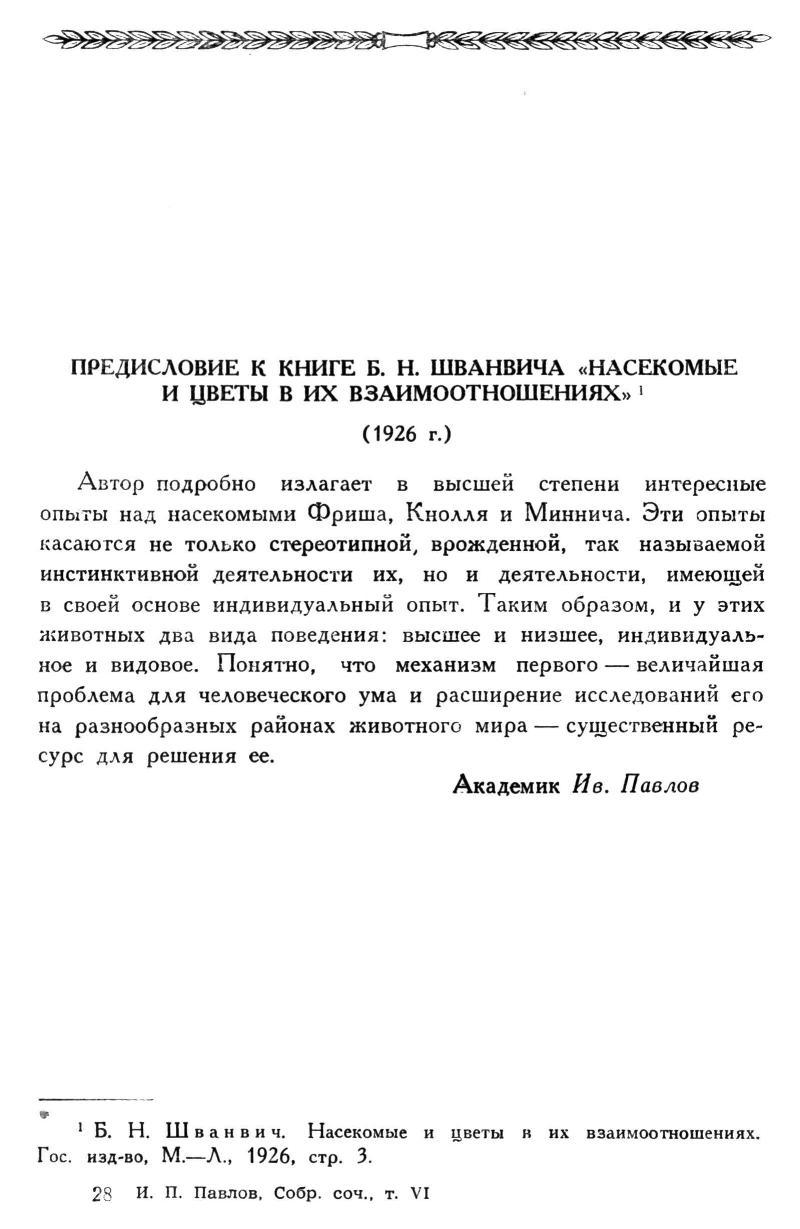 ПРЕДИСЛОВИЕ К КНИГЕ Б. Н. ШВАНВИЧА «НАСЕКОМЫЕ
И ЦВЕТЫ В ИХ ВЗАИМООТНОШЕНИЯХ» ¹
(1926 г.)
Автор подробно излагает в высшей степени интересные
опыты над насекомыми Фриша, Кнолля и Миннича. Эти опыты
касаются не только стереотипной, врожденной, так называемой
инстинктивной деятельности их, но и деятельности, имеющей
в своей основе индивидуальный опыт. Таким образом, и у этих
животных два вида поведения: высшее и низшее, индивидуаль-
ное и видовое. Понятно, что механизм первого — величайшая
проблема для человеческого ума и расширение исследований его
на разнообразных районах животного мира — существенный ре-
сурс для решения ее.
Академик Ив. Павлов
¹ Б. Н. Шванвич. Насекомые и цветы в их взаимоотношениях.
Гос. изд-во, М.—Л., 1926, стр. 3.
28 И. П. Павлов, Собр. соч., т. VI